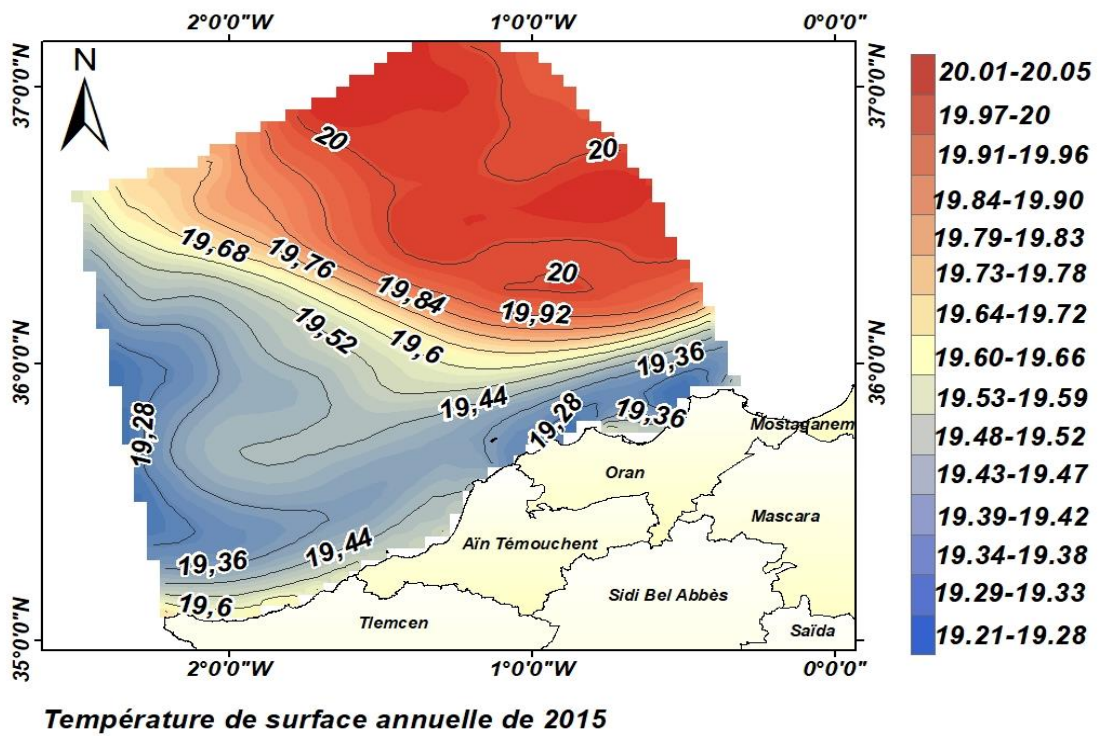 2°0'0"W 1°0'0"W 0°0'0"
N
37°0'0"N
37°0'0"N
20
20
19,68
19,76
19,84
20
19,92
19,52
19,6
36°0'0"N
36°0'0"N
19,36
19,44
19,28
19,36
19,28
Mostaganem
Oran
Mascara
Aïn Témouchent
19,44
19,36
19,6
Sidi Bel Abbès
Tlemcen
Saïda
35°0'0"N
35°0'0"N
2°0'0"W 1°0'0"W 0°0'0"
20.01-20.05
19.97-20
19.91-19.96
19.84-19.90
19.79-19.83
19.73-19.78
19.64-19.72
19.60-19.66
19.53-19.59
19.48-19.52
19.43-19.47
19.39-19.42
19.34-19.38
19.29-19.33
19.21-19.28
Température de surface annuelle de 2015